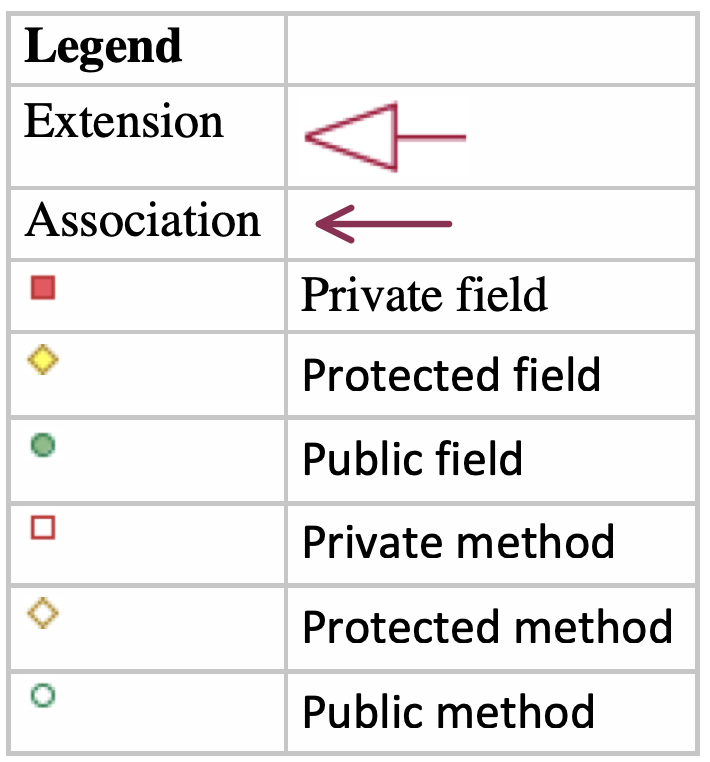 Legend
Extension
Association
Private field
Protected field
Public field
Private method
Protected method
Public method